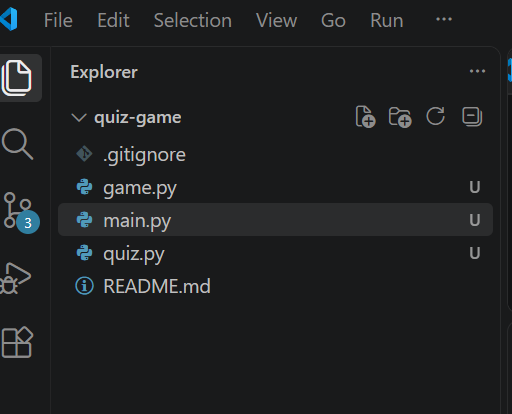 File Edit Selection View Go Run ···
Explorer ···
quiz-game
.gitignore
game.py U
main.py U
3
quiz.py U
README.md